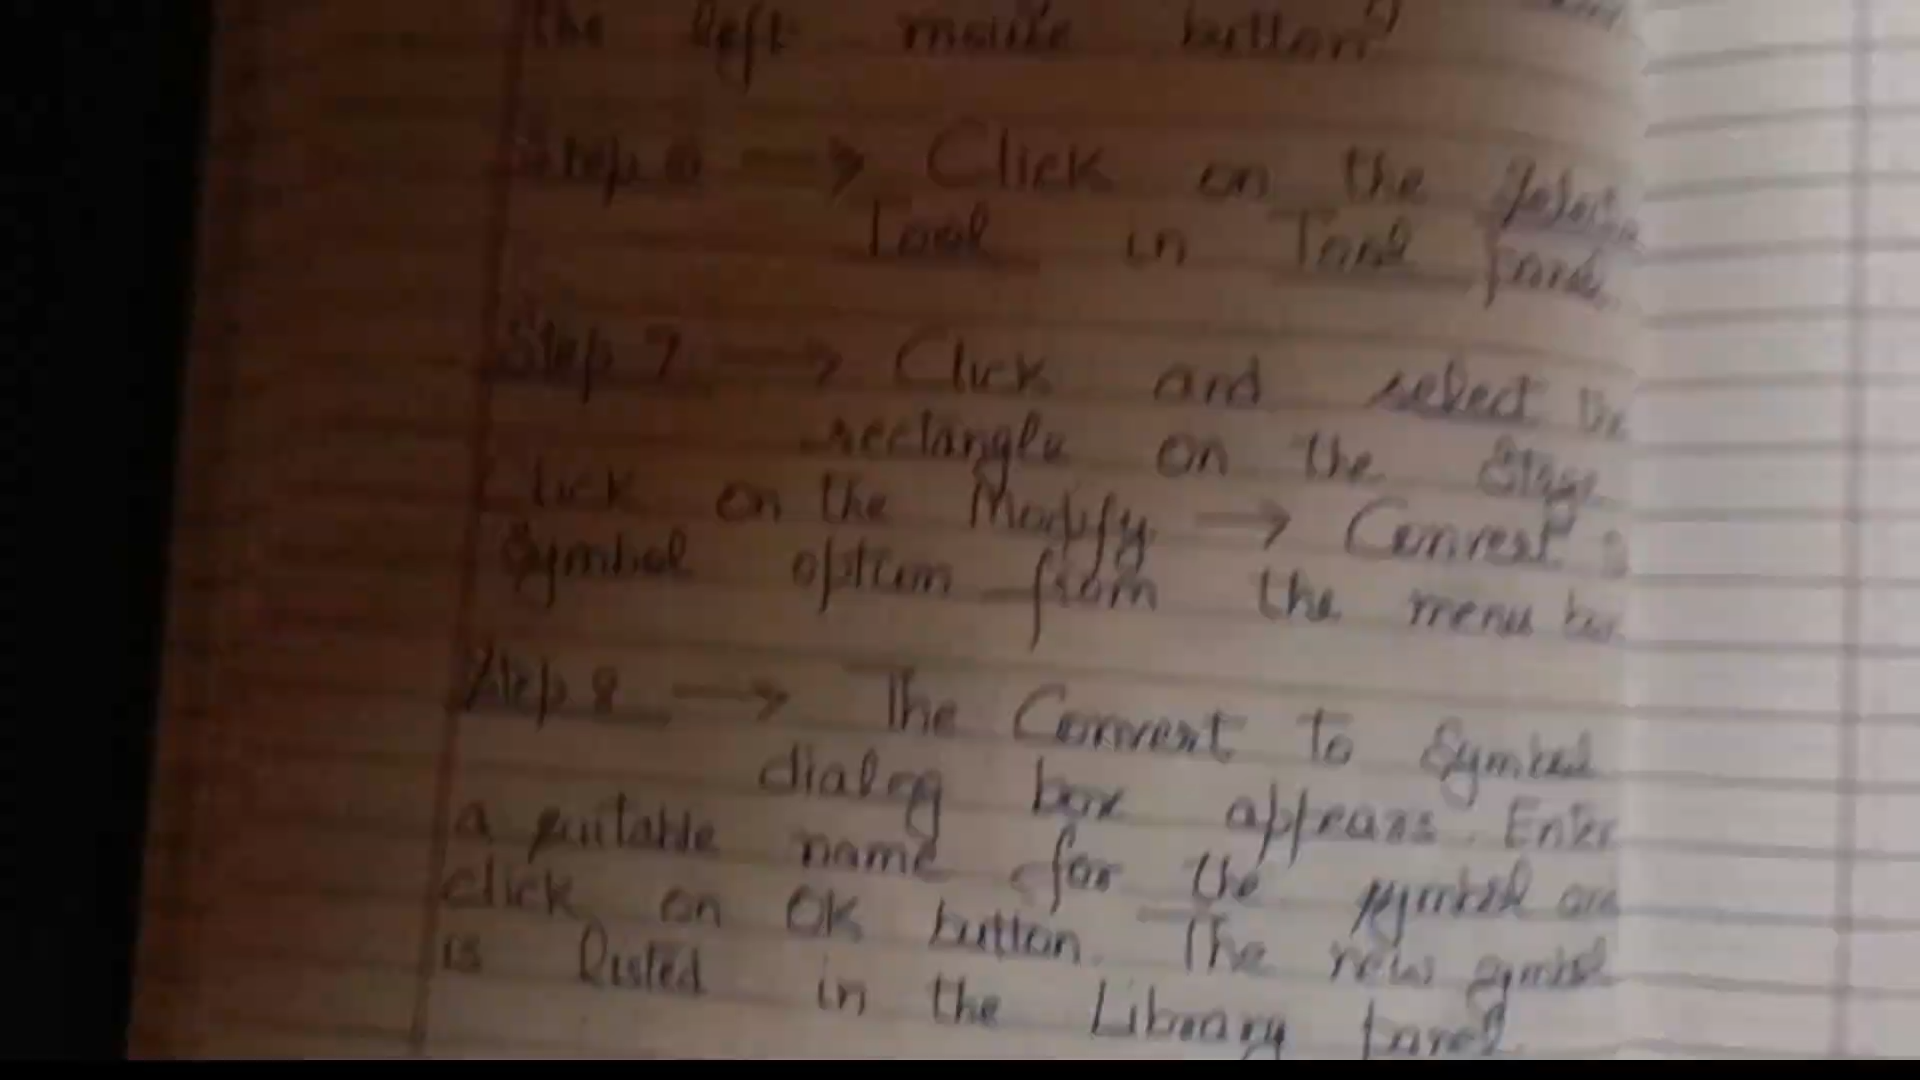 the left mouse button
Step 6 → Click on the Selection
Tool in Tool Panel.
Step 7 → Click and select the
rectangle on the Stage
Click on the Modify → Convert
Symbol option from the menu bar.
Step 8 → The Convert to Symbol
dialog box appears. Enter
a suitable name for the symbol and
click on OK button. The new symbol
is listed in the Library Panel.